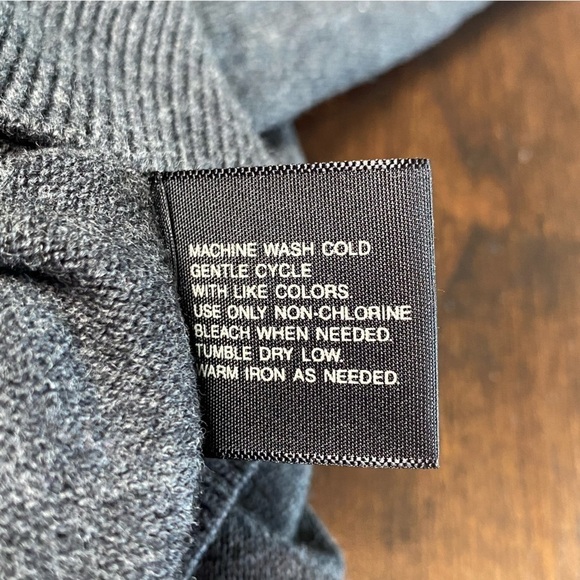 MACHINE WASH COLD
GENTLE CYCLE
WITH LIKE COLORS
USE ONLY NON-CHLORINE
BLEACH WHEN NEEDED.
TUMBLE DRY LOW.
WARM IRON AS NEEDED.